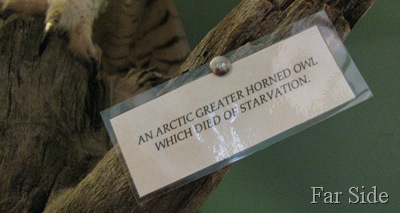 AN ARCTIC GREATER HORNED OWL
WHICH DIED OF STARVATION.
Far Side